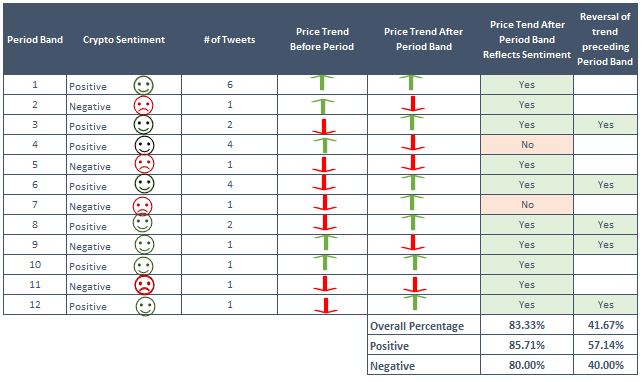 Period Band Crypto Sentiment # of Tweets Price Trend Before Period Price Trend After Period Band Price Tend After Period Band Reflects Sentiment Reversal of trend preceding Period Band
1 Positive 6 Yes
2 Negative 1 Yes
3 Positive 2 Yes Yes
4 Positive 4 No
5 Negative 1 Yes
6 Positive 4 Yes Yes
7 Negative 1 No
8 Positive 2 Yes Yes
9 Negative 1 Yes Yes
10 Positive 1 Yes
11 Negative 1 Yes
12 Positive 1 Yes Yes
Overall Percentage 83.33% 41.67%
Positive 85.71% 57.14%
Negative 80.00% 40.00%